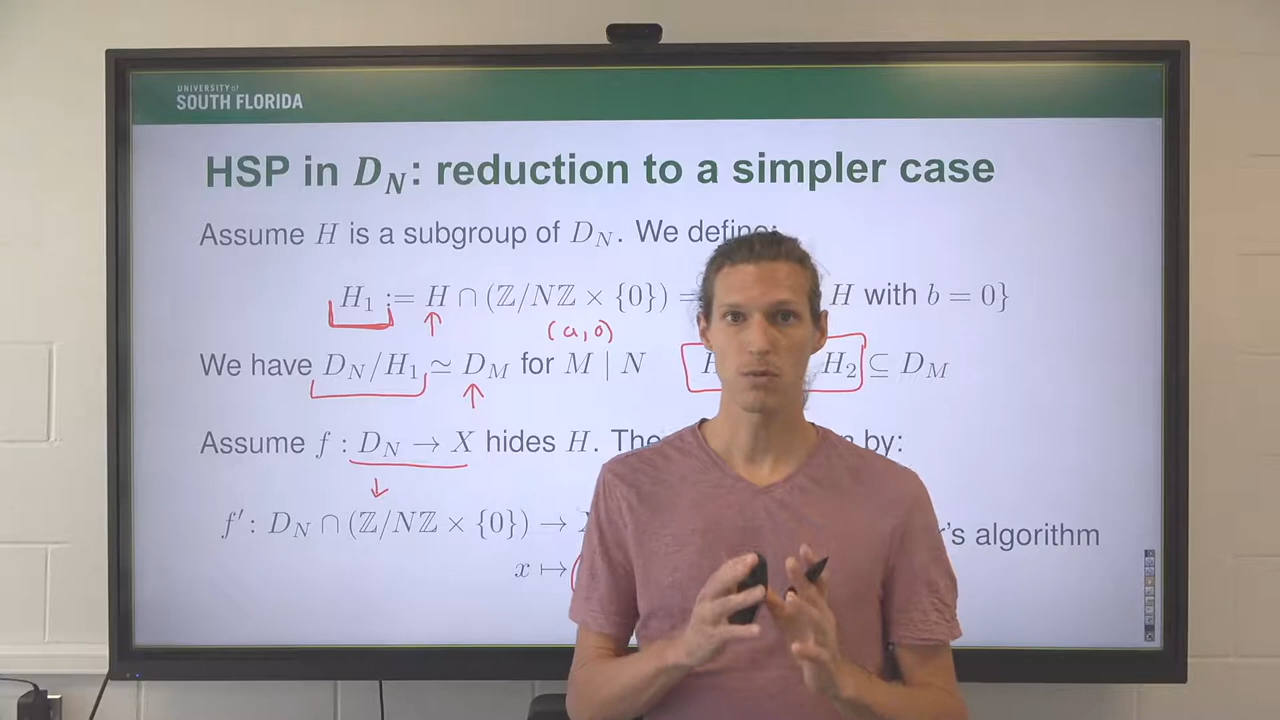 UNIVERSITY of
SOUTH FLORIDA
HSP in D_N: reduction to a simpler case
Assume H is a subgroup of D_N. We define:
H_1 := H ∩ (ℤ/Nℤ × {0}) = H with b = 0}
(a, 0)
We have D_N/H_1 ≃ D_M for M | N H_2 ⊆ D_M
Assume f : D_N → X hides H. by:
f′ : D_N ∩ (ℤ/Nℤ × {0}) → algorithm
x ↦